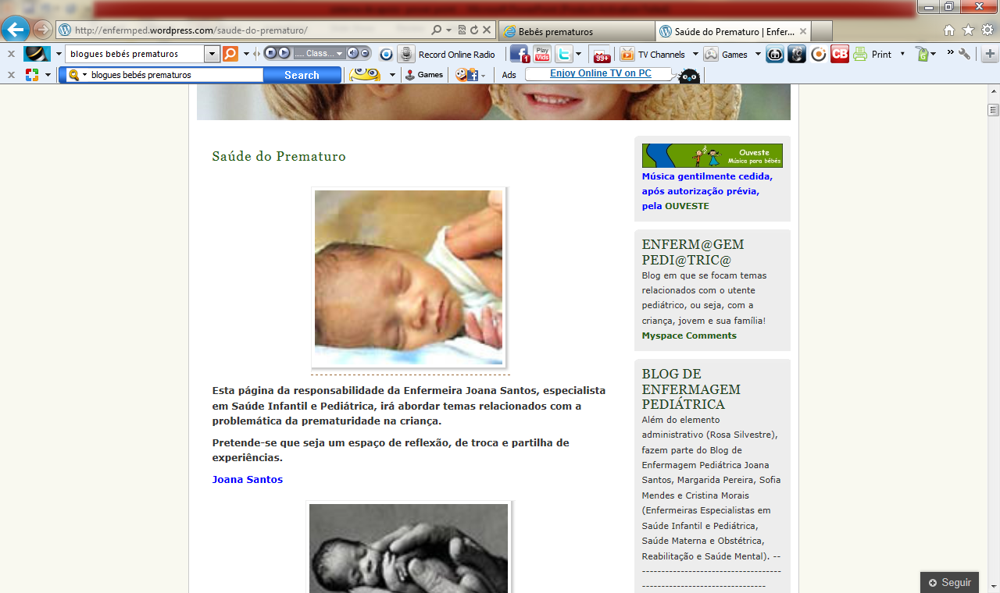 http://enfermped.wordpress.com/saude-do-prematuro/
Bebês prematuros
Saúde do Prematuro | Enfer...
blogues bebés prematuros
...... Class...
Record Online Radio
1
Play Vids
99+
TV Channels
Games
CB
Print
blogues bebés prematuros
Search
Games
Ads
Enjoy Online TV on PC
Saúde do Prematuro
Esta página da responsabilidade da Enfermeira Joana Santos, especialista
em Saúde Infantil e Pediátrica, irá abordar temas relacionados com a
problemática da prematuridade na criança.
Pretende-se que seja um espaço de reflexão, de troca e partilha de
experiências.
Joana Santos
Ouveste
Música para bébés
Música gentilmente cedida,
após autorização prévia,
pela OUVESTE
ENFERM@GEM
PEDI@TRIC@
Blog em que se focam temas
relacionados com o utente
pediátrico, ou seja, com a
criança, jovem e sua família!
Myspace Comments
BLOG DE
ENFERMAGEM
PEDIÁTRICA
Além do elemento
administrativo (Rosa Silvestre),
fazem parte do Blog de
Enfermagem Pediátrica Joana
Santos, Margarida Pereira, Sofia
Mendes e Cristina Morais
(Enfermeiras Especialistas em
Saúde Infantil e Pediátrica,
Saúde Materna e Obstétrica,
Reabilitação e Saúde Mental). --
------------------------------------
--------------------------------
Seguir